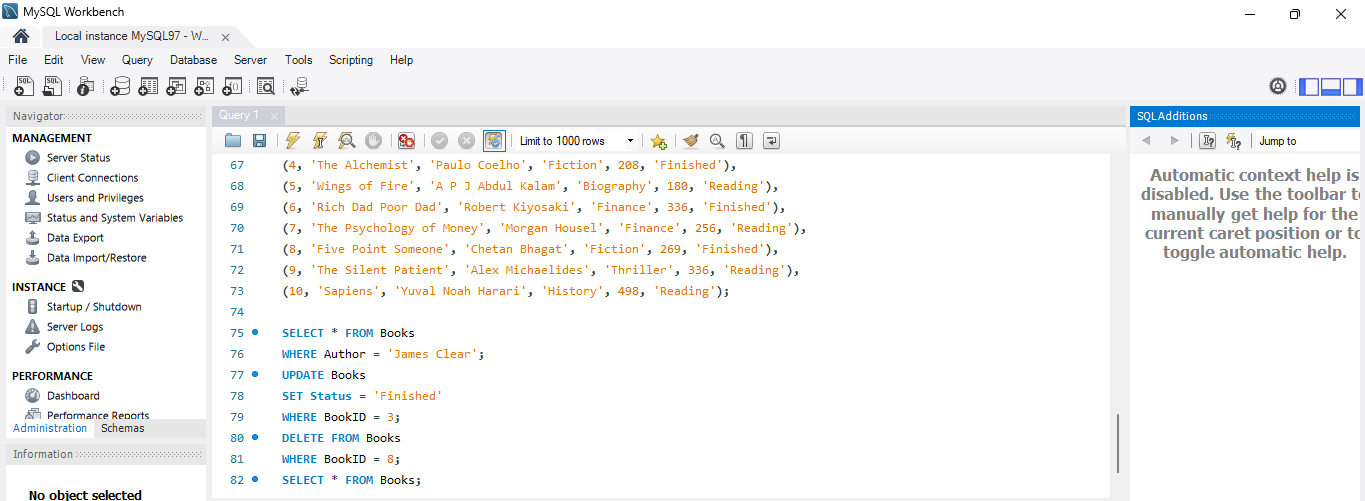 MySQL Workbench
Local instance MySQL97 - W...
File Edit View Query Database Server Tools Scripting Help
Navigator
MANAGEMENT
Server Status
Client Connections
Users and Privileges
Status and System Variables
Data Export
Data Import/Restore
INSTANCE
Startup / Shutdown
Server Logs
Options File
PERFORMANCE
Dashboard
Performance Reports
Administration Schemas
Information
No object selected
Query 1
Limit to 1000 rows
67 (4, 'The Alchemist', 'Paulo Coelho', 'Fiction', 208, 'Finished'),
68 (5, 'Wings of Fire', 'A P J Abdul Kalam', 'Biography', 180, 'Reading'),
69 (6, 'Rich Dad Poor Dad', 'Robert Kiyosaki', 'Finance', 336, 'Finished'),
70 (7, 'The Psychology of Money', 'Morgan Housel', 'Finance', 256, 'Reading'),
71 (8, 'Five Point Someone', 'Chetan Bhagat', 'Fiction', 269, 'Finished'),
72 (9, 'The Silent Patient', 'Alex Michaelides', 'Thriller', 336, 'Reading'),
73 (10, 'Sapiens', 'Yuval Noah Harari', 'History', 498, 'Reading');
74
75 SELECT * FROM Books
76 WHERE Author = 'James Clear';
77 UPDATE Books
78 SET Status = 'Finished'
79 WHERE BookID = 3;
80 DELETE FROM Books
81 WHERE BookID = 8;
82 SELECT * FROM Books;
SQLAdditions
Jump to
Automatic context help is
disabled. Use the toolbar t
manually get help for the
current caret position or to
toggle automatic help.